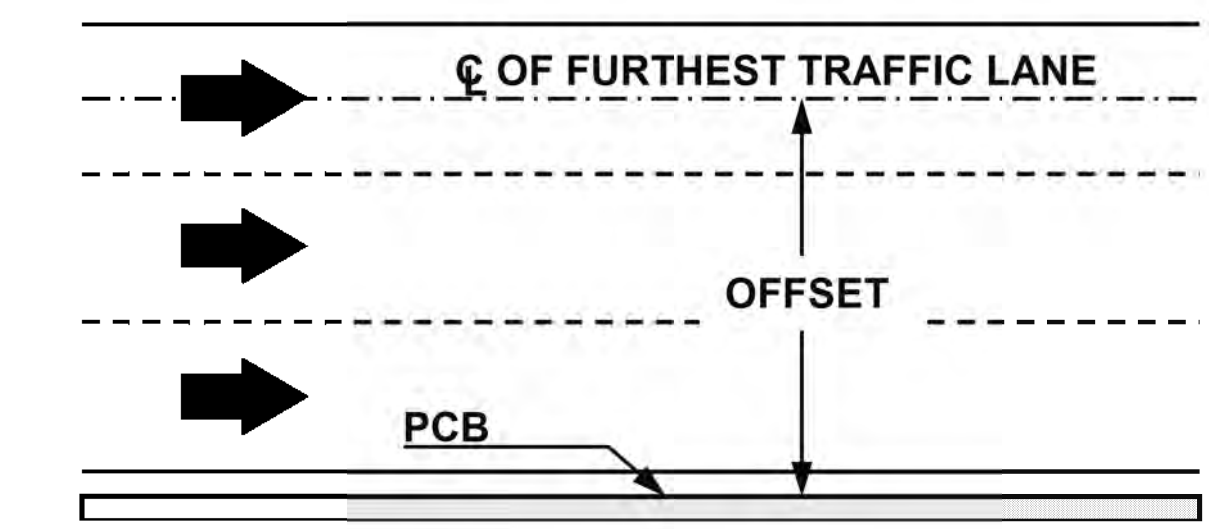 ℄ OF FURTHEST TRAFFIC LANE
OFFSET
PCB